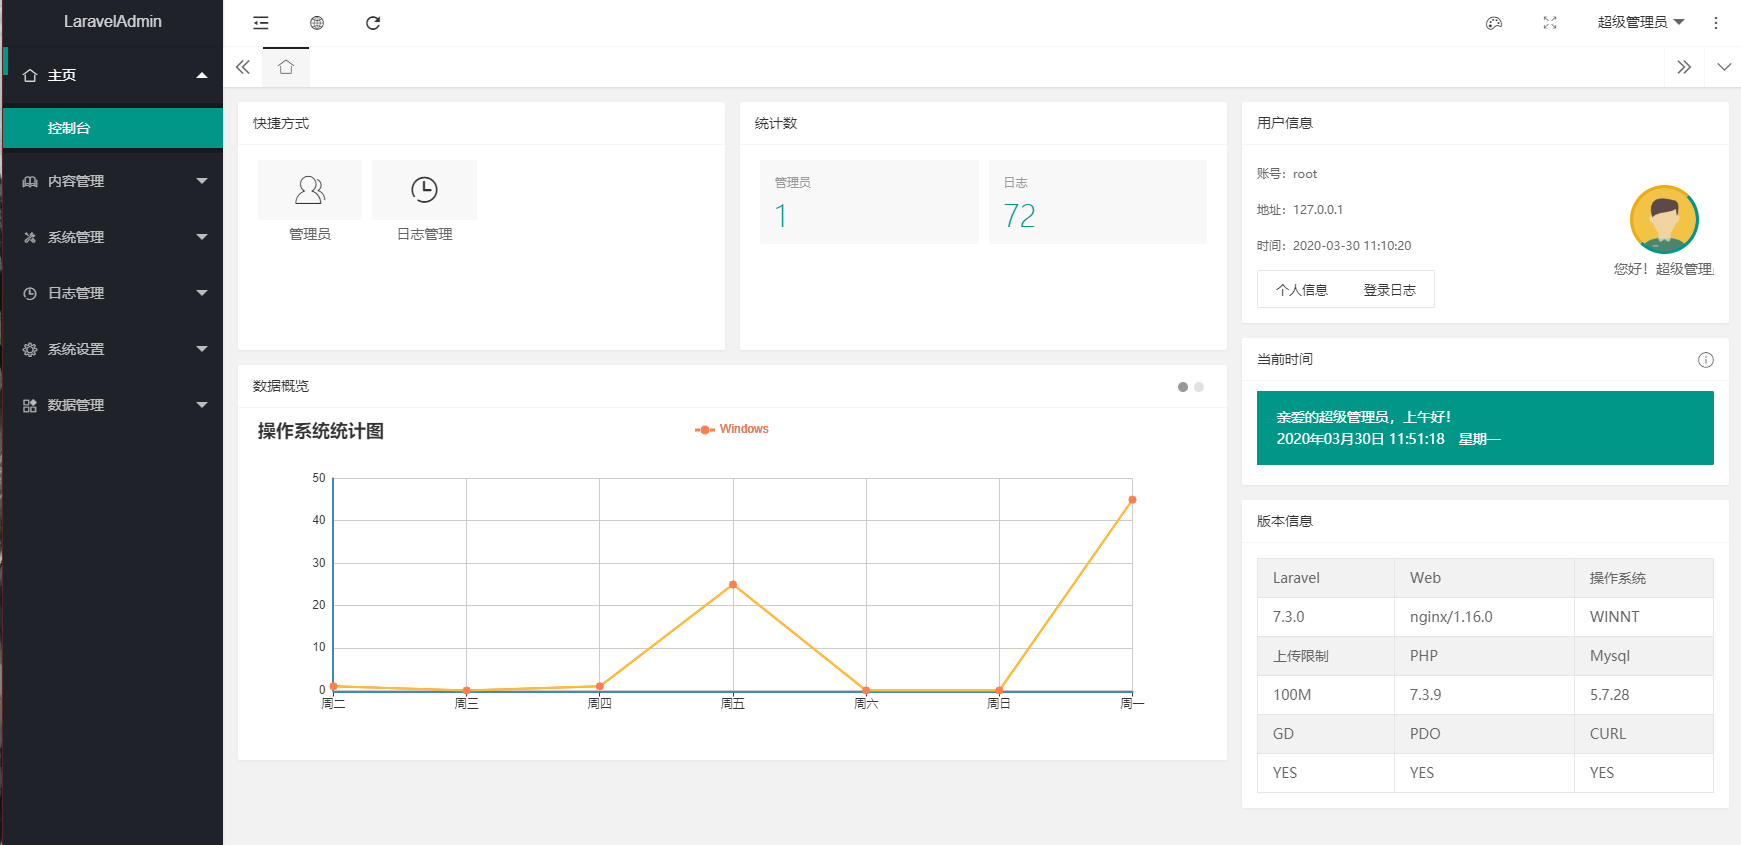 LaravelAdmin
主页
控制台
内容管理
系统管理
日志管理
系统设置
数据管理
超级管理员
快捷方式
管理员
日志管理
统计数
管理员
1
日志
72
数据概览
操作系统统计图
Windows
50
40
30
20
10
0
周二 周三 周四 周五 周六 周日 周一
用户信息
账号：root
地址：127.0.0.1
时间：2020-03-30 11:10:20
个人信息 登录日志
您好！超级管理
当前时间
亲爱的超级管理员，上午好！
2020年03月30日 11:51:18 星期一
版本信息
Laravel Web 操作系统
7.3.0 nginx/1.16.0 WINNT
上传限制 PHP Mysql
100M 7.3.9 5.7.28
GD PDO CURL
YES YES YES